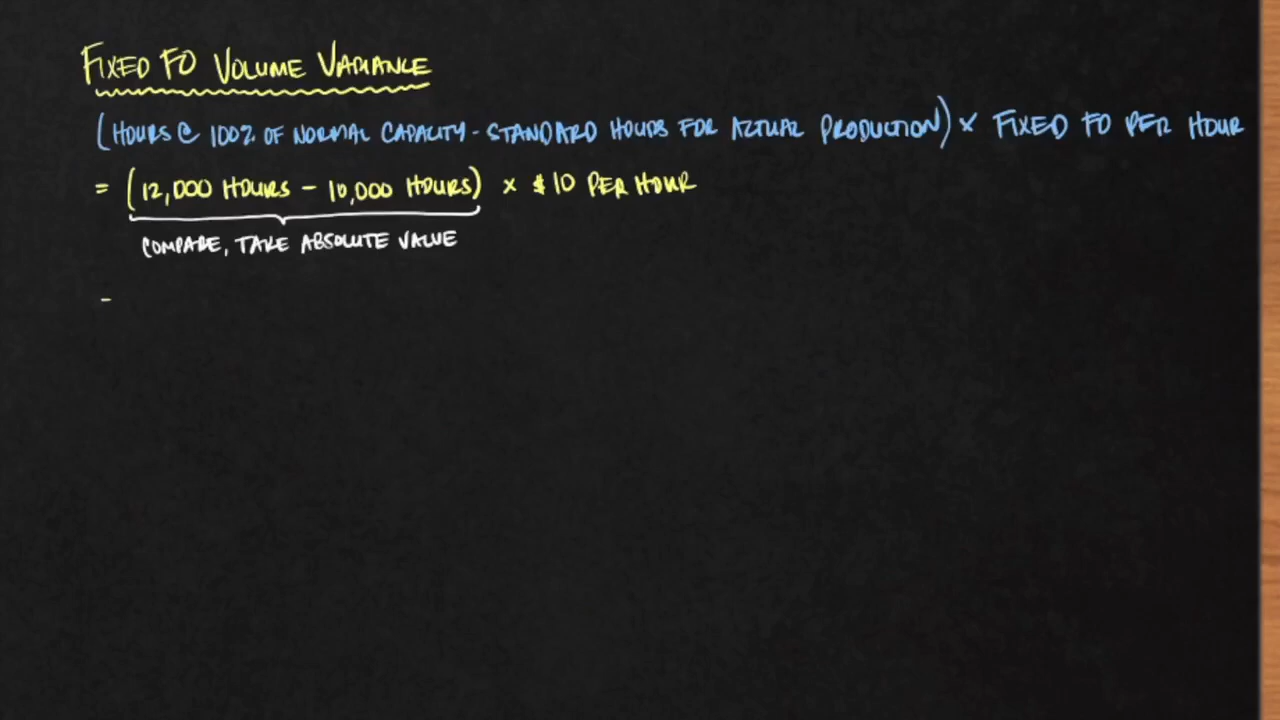 FIXED FO VOLUME VARIANCE
(HOURS @ 100% OF NORMAL CAPACITY - STANDARD HOURS FOR ACTUAL PRODUCTION) × FIXED FO PER HOUR
= (12,000 HOURS - 10,000 HOURS) × $10 PER HOUR
COMPARE, TAKE ABSOLUTE VALUE
-